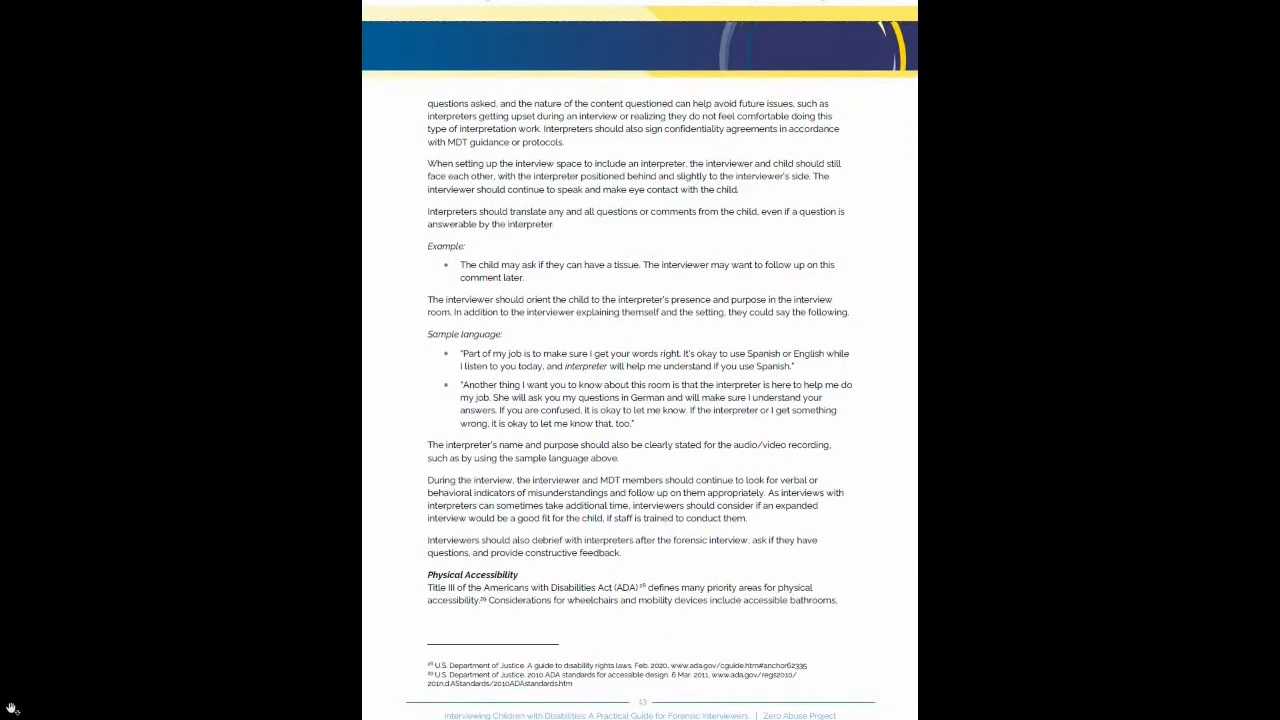 questions asked, and the nature of the content questioned can help avoid future issues, such as
interpreters getting upset during an interview or realizing they do not feel comfortable doing this
type of interpretation work. Interpreters should also sign confidentiality agreements in accordance
with MDT guidance or protocols.
When setting up the interview space to include an interpreter, the interviewer and child should still
face each other, with the interpreter positioned behind and slightly to the interviewer's side. The
interviewer should continue to speak and make eye contact with the child.
Interpreters should translate any and all questions or comments from the child, even if a question is
answerable by the interpreter.
Example:
• The child may ask if they can have a tissue. The interviewer may want to follow up on this
comment later.
The interviewer should orient the child to the interpreter's presence and purpose in the interview
room. In addition to the interviewer explaining themself and the setting, they could say the following.
Sample language:
• "Part of my job is to make sure I get your words right. It's okay to use Spanish or English while
I listen to you today, and interpreter will help me understand if you use Spanish."
• "Another thing I want you to know about this room is that the interpreter is here to help me do
my job. She will ask you my questions in German and will make sure I understand your
answers. If you are confused, it is okay to let me know. If the interpreter or I get something
wrong, it is okay to let me know that, too."
The interpreter's name and purpose should also be clearly stated for the audio/video recording,
such as by using the sample language above.
During the interview, the interviewer and MDT members should continue to look for verbal or
behavioral indicators of misunderstandings and follow up on them appropriately. As interviews with
interpreters can sometimes take additional time, interviewers should consider if an expanded
interview would be a good fit for the child, if staff is trained to conduct them.
Interviewers should also debrief with interpreters after the forensic interview, ask if they have
questions, and provide constructive feedback.
Physical Accessibility
Title III of the Americans with Disabilities Act (ADA) 28 defines many priority areas for physical
accessibility.29 Considerations for wheelchairs and mobility devices include accessible bathrooms,
28 U.S. Department of Justice. A guide to disability rights laws, Feb. 2020, www.ada.gov/cguide.htm#anchor62335
29 U.S. Department of Justice. 2010 ADA standards for accessible design. 6 Mar. 2011, www.ada.gov/regs2010/
201n.d.AStandards/2010ADAstandards.htm
13
Interviewing Children with Disabilities: A Practical Guide for Forensic Interviewers | Zero Abuse Project